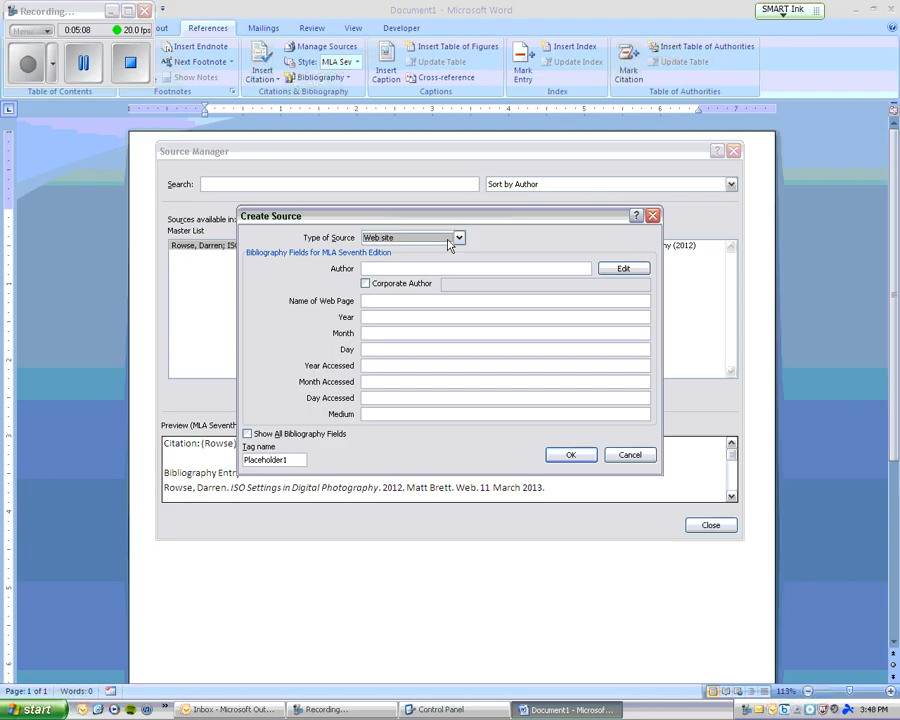 Recording...
Document1 - Microsoft Word
SMART Ink
Menu
05:08
20.0 fps
out
References
Mailings
Review
View
Developer
Insert Endnote
Next Footnote
Show Notes
Insert Citation
Manage Sources
Style: MLA Sev
Bibliography
Insert Caption
Insert Table of Figures
Update Table
Cross-reference
Mark Entry
Insert Index
Update Index
Mark Citation
Insert Table of Authorities
Update Table
Table of Contents
Footnotes
Citations & Bibliography
Captions
Index
Table of Authorities
1 2 3 4 5 6 7
Source Manager
Search:
Sort by Author
Sources available in:
Master List
Rowse, Darren; IS
y (2012)
Create Source
Type of Source
Web site
Bibliography Fields for MLA Seventh Edition
Author
Edit
Corporate Author
Name of Web Page
Year
Month
Day
Year Accessed
Month Accessed
Day Accessed
Medium
Show All Bibliography Fields
Tag name
Placeholder1
OK
Cancel
Preview (MLA Seventh
Citation: (Rowse)
Bibliography Entr
Rowse, Darren. ISO Settings in Digital Photography. 2012. Matt Brett. Web. 11 March 2013.
Close
Page: 1 of 1
Words: 0
113%
start
Inbox - Microsoft Out...
Recording...
Control Panel
Document1 - Microsof...
3:48 PM